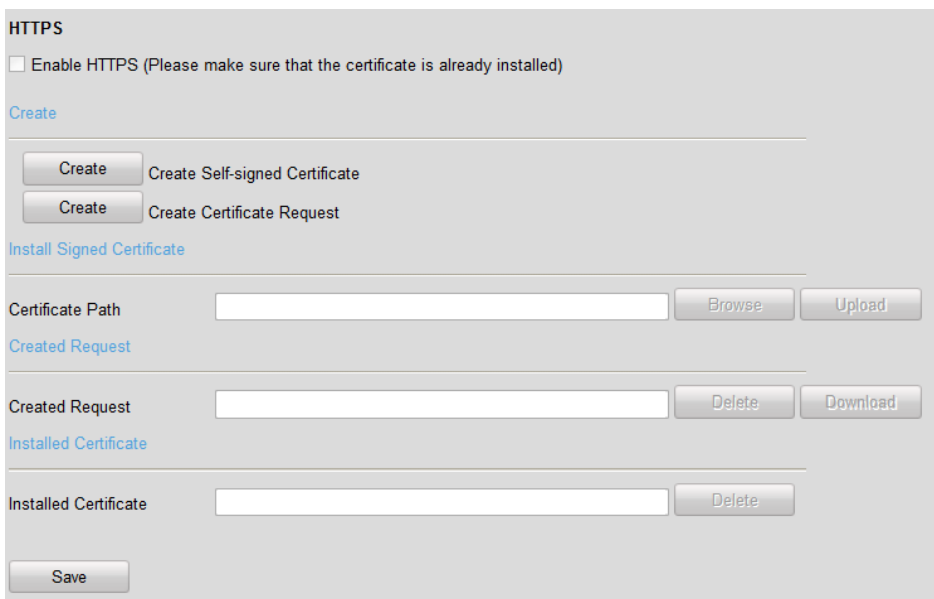 HTTPS
Enable HTTPS (Please make sure that the certificate is already installed)
Create
Create Create Self-signed Certificate
Create Create Certificate Request
Install Signed Certificate
Certificate Path Browse Upload
Created Request
Created Request Delete Download
Installed Certificate
Installed Certificate Delete
Save